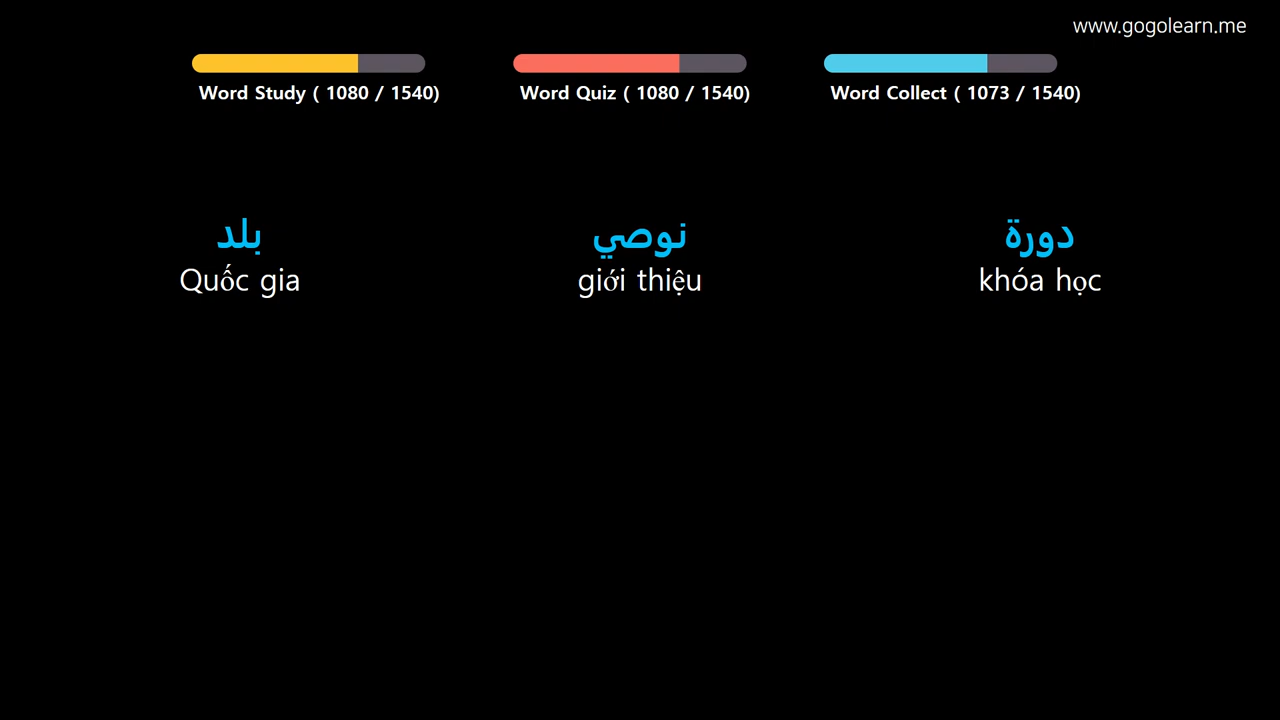 www.gogolearn.me
Word Study ( 1080 / 1540)
Word Quiz ( 1080 / 1540)
Word Collect ( 1073 / 1540)
بلد
نوصي
دورة
Quốc gia
giới thiệu
khóa học